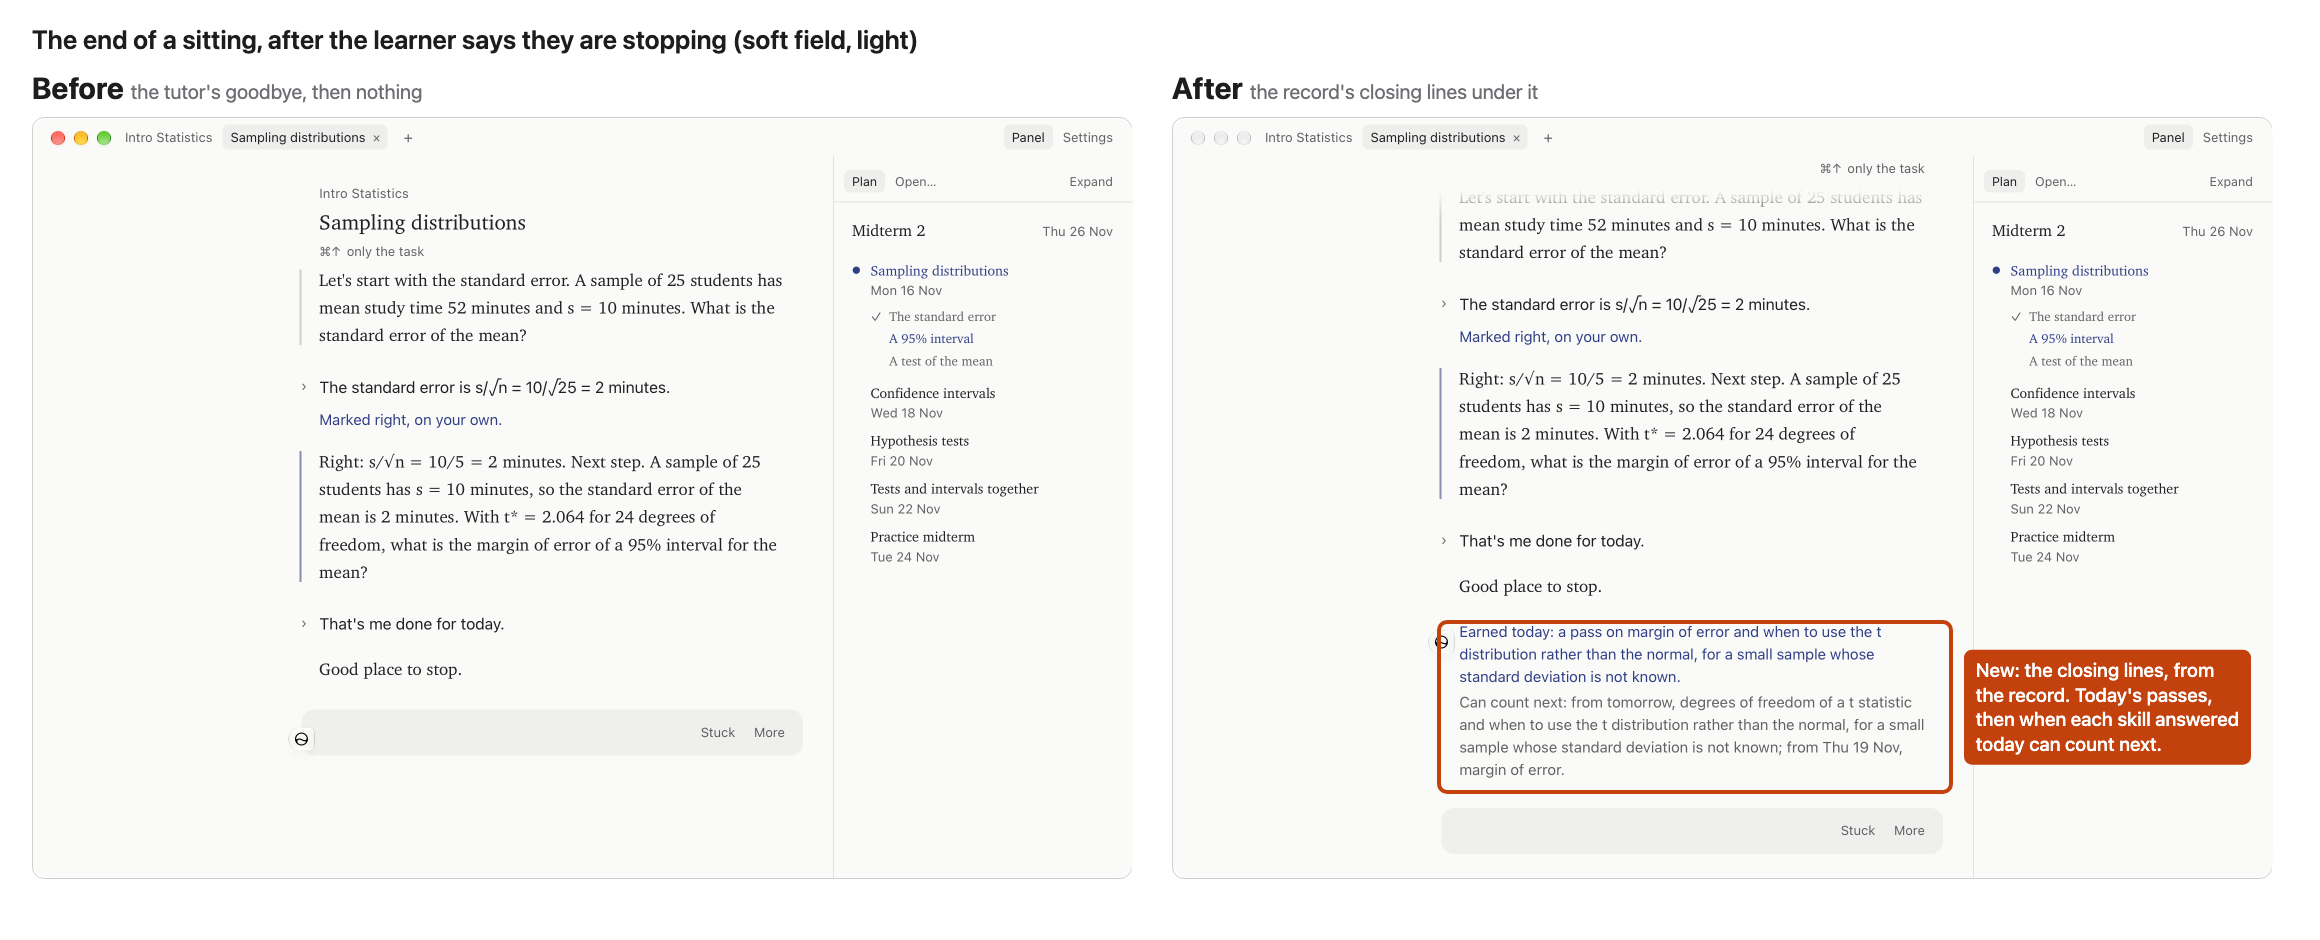 The end of a sitting, after the learner says they are stopping (soft field, light)
Before the tutor's goodbye, then nothing
Intro Statistics
Sampling distributions ×
+
Panel
Settings
Intro Statistics
Sampling distributions
⌘↑ only the task
Let's start with the standard error. A sample of 25 students has
mean study time 52 minutes and s = 10 minutes. What is the
standard error of the mean?
› The standard error is s/√n = 10/√25 = 2 minutes.
Marked right, on your own.
Right: s/√n = 10/5 = 2 minutes. Next step. A sample of 25
students has s = 10 minutes, so the standard error of the
mean is 2 minutes. With t* = 2.064 for 24 degrees of
freedom, what is the margin of error of a 95% interval for the
mean?
› That's me done for today.
Good place to stop.
Stuck More
Plan Open... Expand
Midterm 2 Thu 26 Nov
Sampling distributions
Mon 16 Nov
✓ The standard error
A 95% interval
A test of the mean
Confidence intervals
Wed 18 Nov
Hypothesis tests
Fri 20 Nov
Tests and intervals together
Sun 22 Nov
Practice midterm
Tue 24 Nov
After the record's closing lines under it
Intro Statistics
Sampling distributions ×
+
Panel
Settings
⌘↑ only the task
Let's start with the standard error. A sample of 25 students has
mean study time 52 minutes and s = 10 minutes. What is the
standard error of the mean?
› The standard error is s/√n = 10/√25 = 2 minutes.
Marked right, on your own.
Right: s/√n = 10/5 = 2 minutes. Next step. A sample of 25
students has s = 10 minutes, so the standard error of the
mean is 2 minutes. With t* = 2.064 for 24 degrees of
freedom, what is the margin of error of a 95% interval for the
mean?
› That's me done for today.
Good place to stop.
Earned today: a pass on margin of error and when to use the t
distribution rather than the normal, for a small sample whose
standard deviation is not known.
Can count next: from tomorrow, degrees of freedom of a t statistic
and when to use the t distribution rather than the normal, for a small
sample whose standard deviation is not known; from Thu 19 Nov,
margin of error.
Stuck More
Plan Open... Expand
Midterm 2 Thu 26 Nov
Sampling distributions
Mon 16 Nov
✓ The standard error
A 95% interval
A test of the mean
Confidence intervals
Wed 18 Nov
Hypothesis tests
Fri 20 Nov
Tests and intervals together
Sun 22 Nov
Practice midterm
Tue 24 Nov
New: the closing lines, from
the record. Today's passes,
then when each skill answered
today can count next.